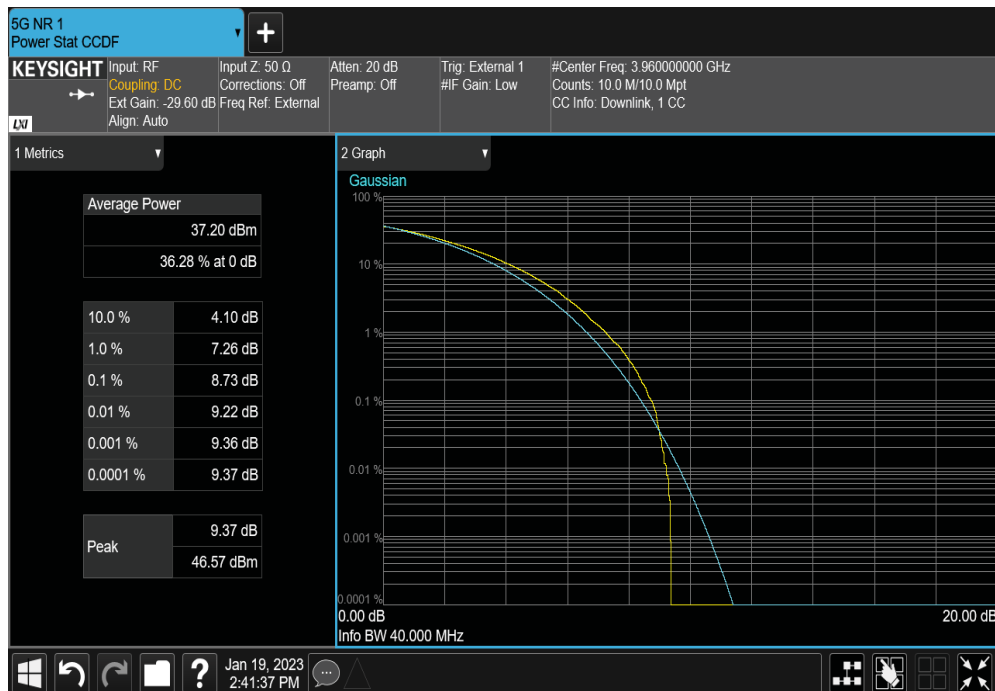 5G NR 1
Power Stat CCDF
+
KEYSIGHT
LXI
Input: RF
Coupling: DC
Ext Gain: -29.60 dB
Align: Auto
Input Z: 50 Ω
Corrections: Off
Freq Ref: External
Atten: 20 dB
Preamp: Off
Trig: External 1
#IF Gain: Low
#Center Freq: 3.960000000 GHz
Counts: 10.0 M/10.0 Mpt
CC Info: Downlink, 1 CC
1 Metrics
Average Power
37.20 dBm
36.28 % at 0 dB
10.0 % 4.10 dB
1.0 % 7.26 dB
0.1 % 8.73 dB
0.01 % 9.22 dB
0.001 % 9.36 dB
0.0001 % 9.37 dB
Peak
9.37 dB
46.57 dBm
2 Graph
Gaussian
100 %
10 %
1 %
0.1 %
0.01 %
0.001 %
0.0001 %
0.00 dB 20.00 dB
Info BW 40.000 MHz
?
Jan 19, 2023
2:41:37 PM